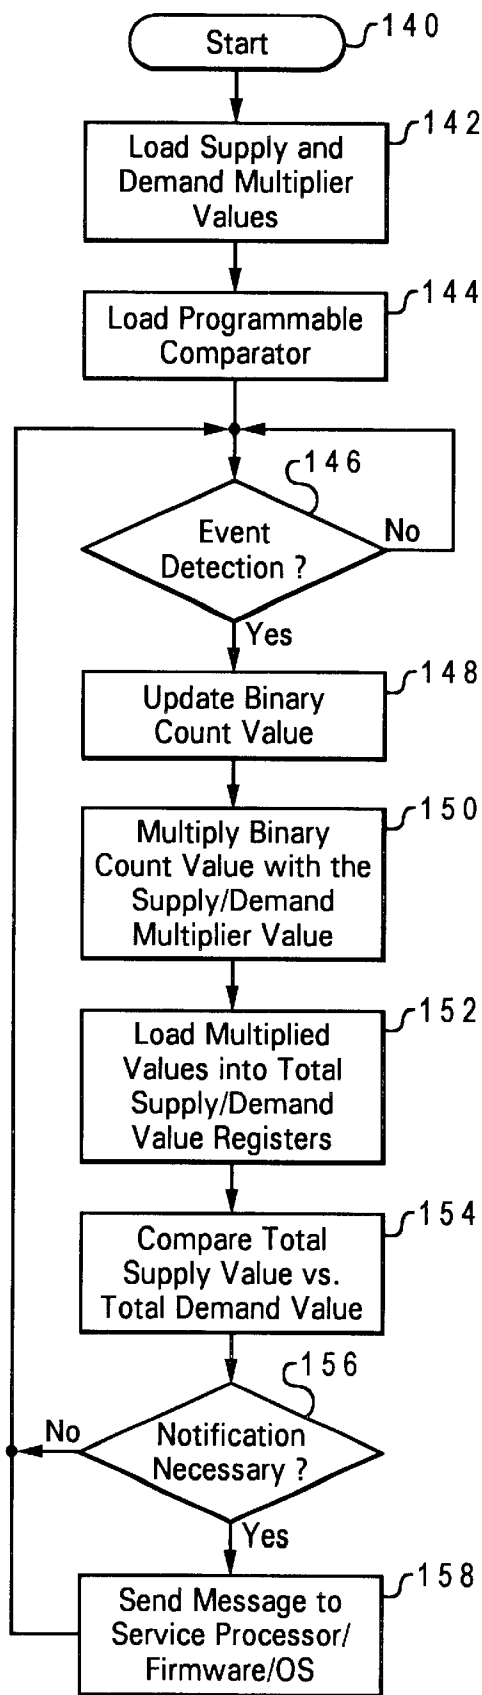 Start
140
142
Load Supply and
Demand Multiplier
Values
144
Load Programmable
Comparator
146
Event
Detection ?
No
Yes
148
Update Binary
Count Value
150
Multiply Binary
Count Value with the
Supply/Demand
Multiplier Value
152
Load Multiplied
Values into Total
Supply/Demand
Value Registers
154
Compare Total
Supply Value vs.
Total Demand Value
156
No
Notification
Necessary ?
Yes
158
Send Message to
Service Processor/
Firmware/OS